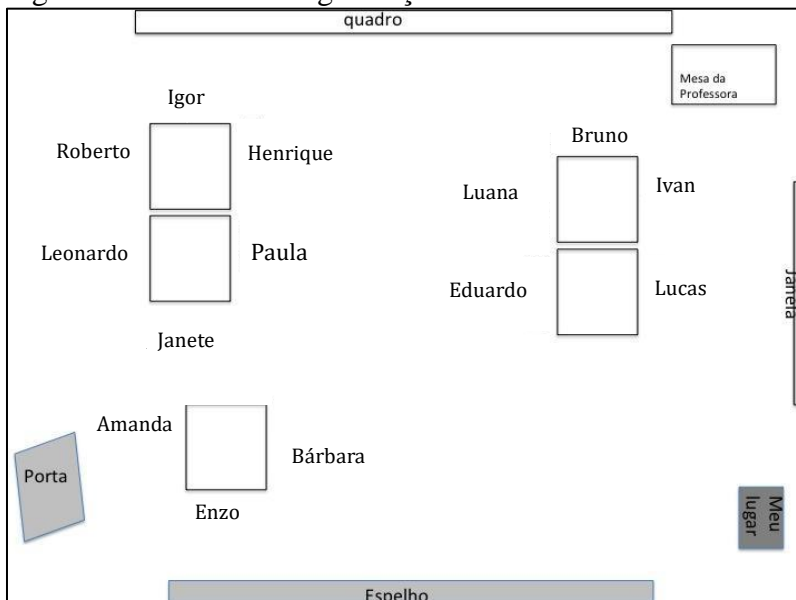 quadro
Mesa da
Professora
Igor
Roberto
Henrique
Leonardo
Paula
Janete
Bruno
Luana
Ivan
Eduardo
Lucas
Janela
Amanda
Bárbara
Enzo
Porta
Meu
lugar
Espelho